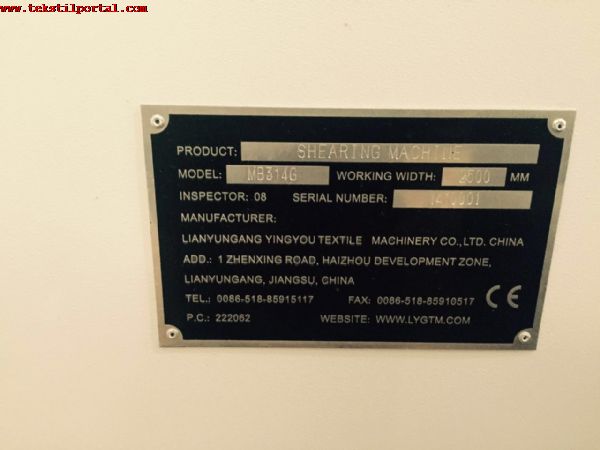 www.tekstilportal.com
PRODUCT: SHEARING MACHINE
MODEL: MB314G WORKING WIDTH: 2500 MM
INSPECTOR: 08 SERIAL NUMBER:
MANUFACTURER:
LIANYUNGANG YINGYOU TEXTILE MACHINERY CO.,LTD. CHINA
ADD.: 1 ZHENXING ROAD, HAIZHOU DEVELOPMENT ZONE,
LIANYUNGANG, JIANGSU, CHINA
TEL.: 0086-518-85915117 FAX: 0086-518-85910517 CE
P.C.: 222062 WEBSITE: WWW.LYGTM.COM